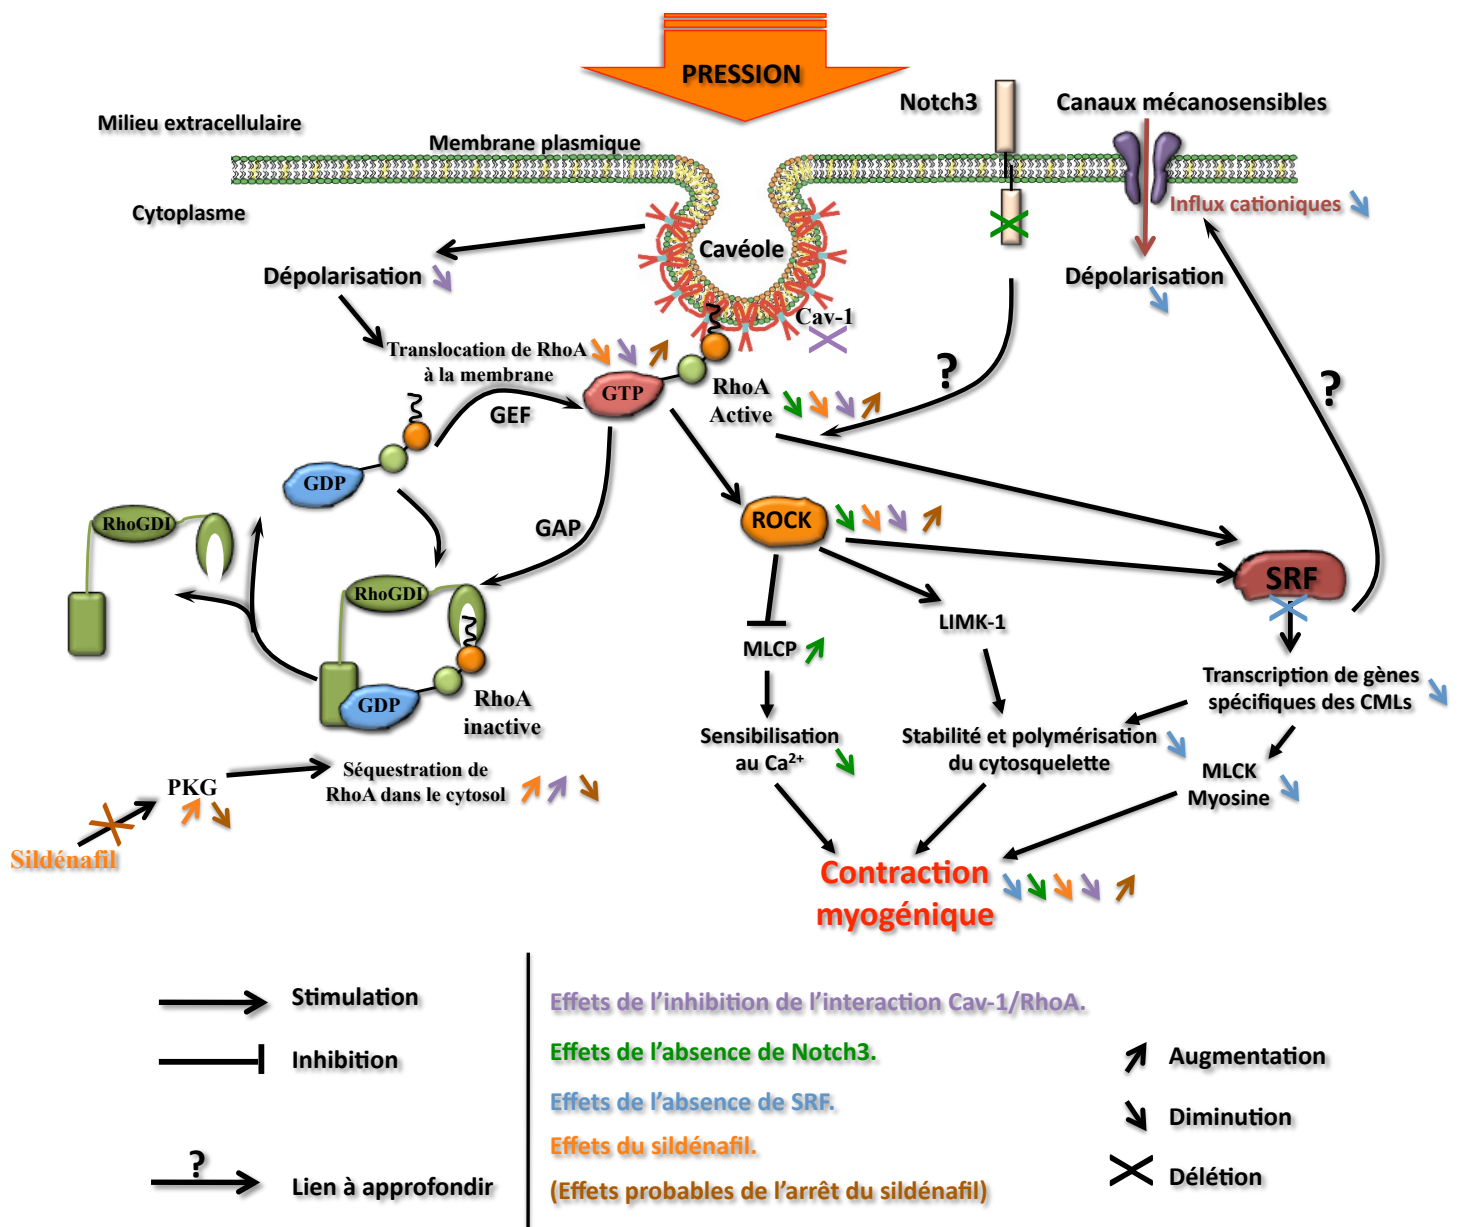 PRESSION
Notch3
Canaux mécanosensibles
Milieu extracellulaire
Membrane plasmique
Cytoplasme
Influx cationiques
Cavéole
Dépolarisation
Dépolarisation
Cav-1
Translocation de RhoA
à la membrane
?
?
GTP
RhoA
Active
GEF
GDP
RhoGDI
GAP
ROCK
SRF
RhoGDI
LIMK-1
MLCP
GDP
RhoA
inactive
Transcription de gènes
spécifiques des CMLs
Sensibilisation
au Ca²⁺
Stabilité et polymérisation
du cytosquelette
MLCK
Myosine
PKG
Séquestration de
RhoA dans le cytosol
Sildénafil
Contraction
myogénique
Stimulation
Inhibition
?
Lien à approfondir
Effets de l'inhibition de l'interaction Cav-1/RhoA.
Effets de l'absence de Notch3.
Effets de l'absence de SRF.
Effets du sildénafil.
(Effets probables de l'arrêt du sildénafil)
Augmentation
Diminution
Délétion